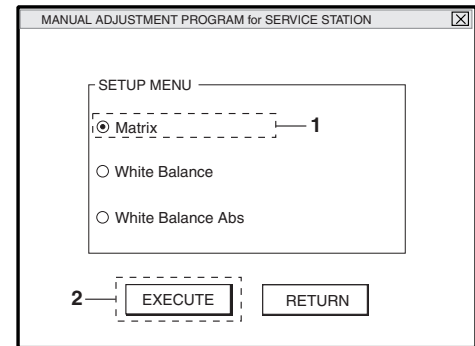 MANUAL ADJUSTMENT PROGRAM for SERVICE STATION
SETUP MENU
Matrix
1
White Balance
White Balance Abs
2
EXECUTE
RETURN